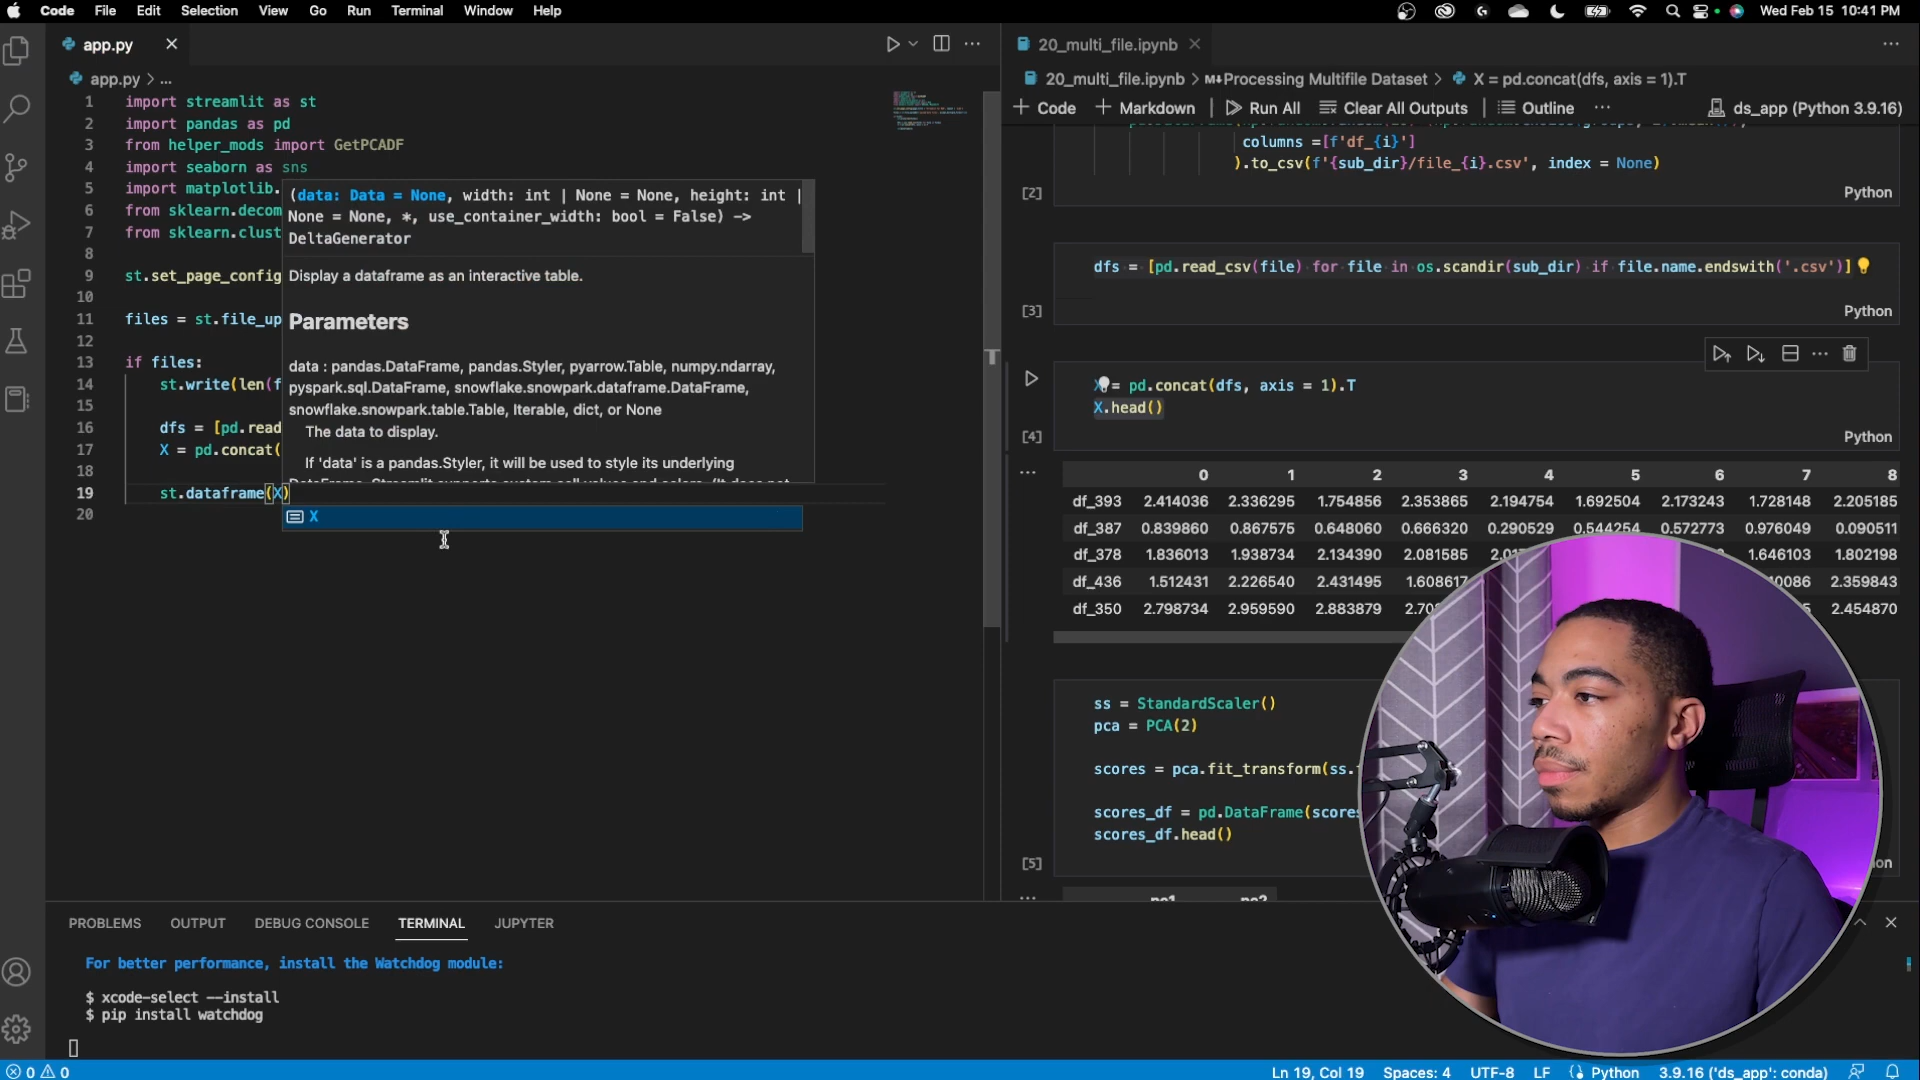 Code File Edit Selection View Go Run Terminal Window Help
Wed Feb 15 10:41 PM
app.py
app.py > ...
1 import streamlit as st
2 import pandas as pd
3 from helper_mods import GetPCADF
4 import seaborn as sns
5 import matplotlib.
6 from sklearn.decom
7 from sklearn.clust
8
9 st.set_page_config
10
11 files = st.file_up
12
13 if files:
14 st.write(len(f
15
16 dfs = [pd.read
17 X = pd.concat(
18
19 st.dataframe(X)
20
(data: Data = None, width: int | None = None, height: int |
None = None, *, use_container_width: bool = False) ->
DeltaGenerator
Display a dataframe as an interactive table.
Parameters
data : pandas.DataFrame, pandas.Styler, pyarrow.Table, numpy.ndarray,
pyspark.sql.DataFrame, snowflake.snowpark.dataframe.DataFrame,
snowflake.snowpark.table.Table, Iterable, dict, or None
The data to display.
If 'data' is a pandas.Styler, it will be used to style its underlying
X
20_multi_file.ipynb
20_multi_file.ipynb > M↓Processing Multifile Dataset > X = pd.concat(dfs, axis = 1).T
+ Code + Markdown Run All Clear All Outputs Outline ... ds_app (Python 3.9.16)
columns =[f'df_{i}']
).to_csv(f'{sub_dir}/file_{i}.csv', index = None)
[2] Python
dfs = [pd.read_csv(file) for file in os.scandir(sub_dir) if file.name.endswith('.csv')]
[3] Python
= pd.concat(dfs, axis = 1).T
X.head()
[4] Python
0 1 2 3 4 5 6 7 8
df_393 2.414036 2.336295 1.754856 2.353865 2.194754 1.692504 2.173243 1.728148 2.205185
df_387 0.839860 0.867575 0.648060 0.666320 0.290529 0.544254 0.572773 0.976049 0.090511
df_378 1.836013 1.938734 2.134390 2.081585 1.646103 1.802198
df_436 1.512431 2.226540 2.431495 1.608617 2.359843
df_350 2.798734 2.959590 2.883879 2.454870
ss = StandardScaler()
pca = PCA(2)
scores = pca.fit_transform(ss.
scores_df = pd.DataFrame(scores
scores_df.head()
[5]
PROBLEMS OUTPUT DEBUG CONSOLE TERMINAL JUPYTER
For better performance, install the Watchdog module:
$ xcode-select --install
$ pip install watchdog
0 0 Ln 19, Col 19 Spaces: 4 UTF-8 LF Python 3.9.16 ('ds_app': conda)